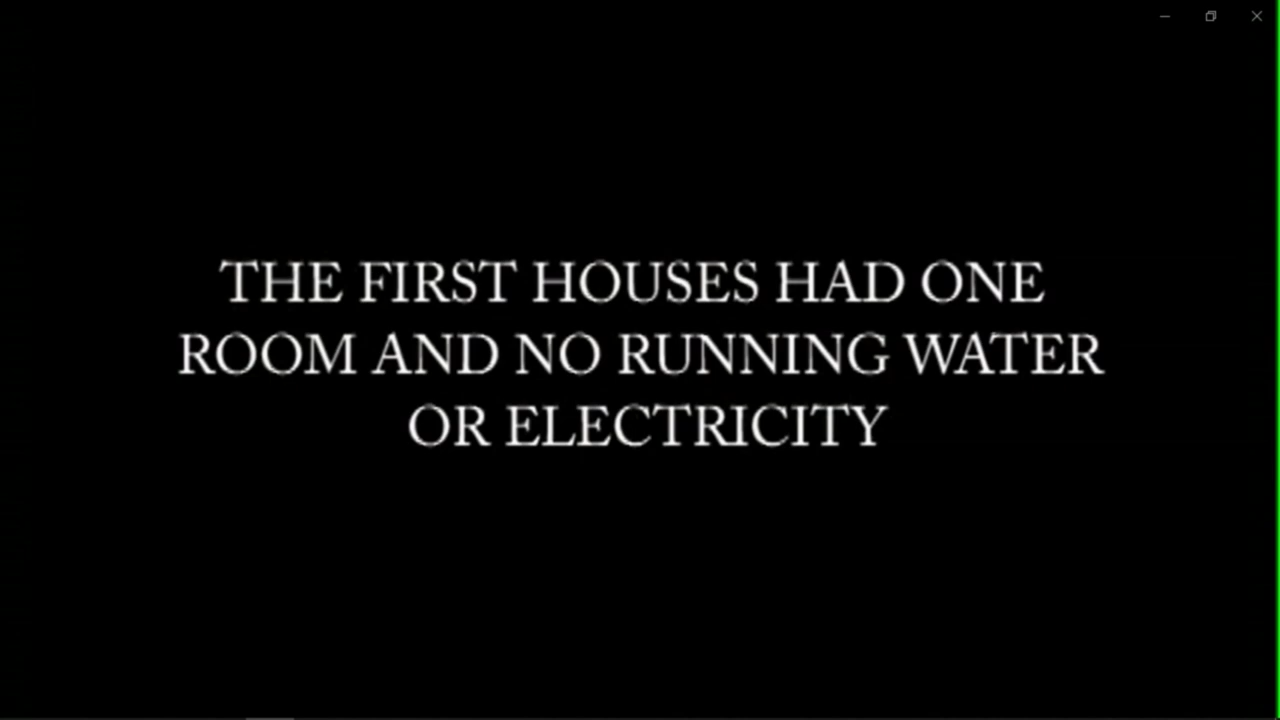 THE FIRST HOUSES HAD ONE
ROOM AND NO RUNNING WATER
OR ELECTRICITY